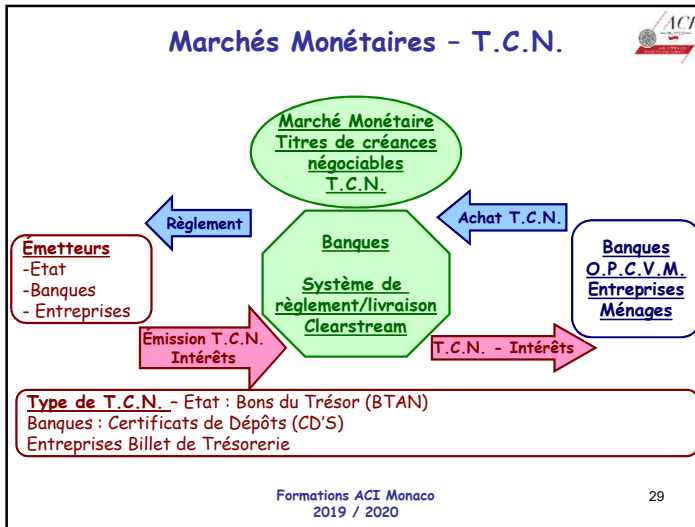 Marchés Monétaires – T.C.N.
ACI
Marché Monétaire
Titres de créances
négociables
T.C.N.
Règlement
Achat T.C.N.
Émetteurs
-Etat
-Banques
- Entreprises
Banques
Système de
règlement/livraison
Clearstream
Banques
O.P.C.V.M.
Entreprises
Ménages
Émission T.C.N.
Intérêts
T.C.N. - Intérêts
Type de T.C.N. – Etat : Bons du Trésor (BTAN)
Banques : Certificats de Dépôts (CD'S)
Entreprises Billet de Trésorerie
Formations ACI Monaco
2019 / 2020
29